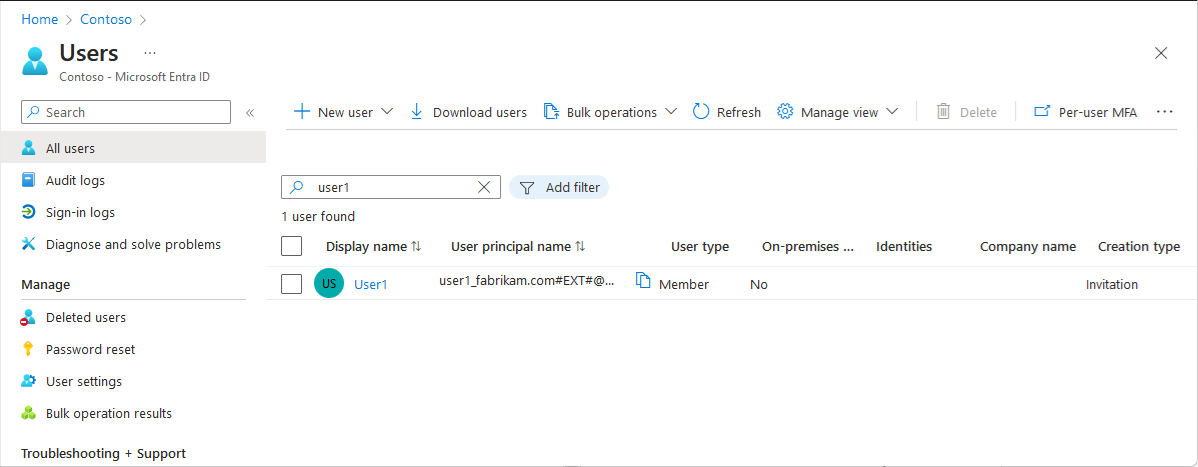 Home > Contoso >
Users ...
Contoso - Microsoft Entra ID
Search «
New user Download users Bulk operations Refresh Manage view Delete Per-user MFA ...
All users
Audit logs
Sign-in logs
Diagnose and solve problems
Manage
Deleted users
Password reset
User settings
Bulk operation results
Troubleshooting + Support
user1 Add filter
1 user found
Display name User principal name User type On-premises ... Identities Company name Creation type
US User1 user1_fabrikam.com#EXT#@... Member No Invitation